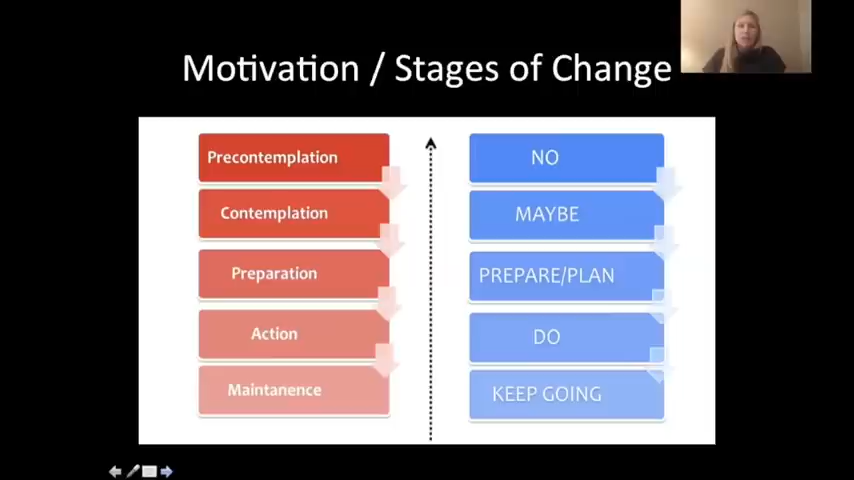 Motivation / Stages of Change
Precontemplation
Contemplation
Preparation
Action
Maintanence
NO
MAYBE
PREPARE/PLAN
DO
KEEP GOING